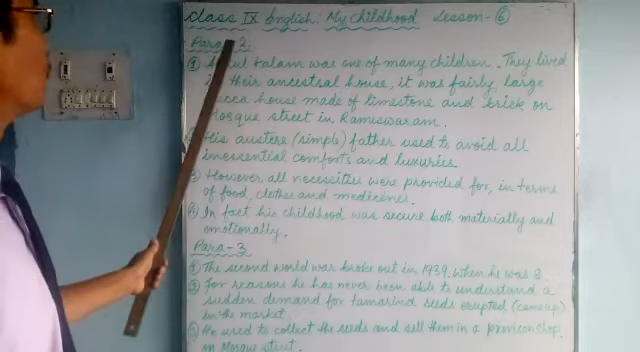 Class IX English: My Childhood Lesson- 6
Para-2:
1 Abdul Kalam was one of many children. They lived
in their ancestral house, it was fairly large
pucca house made of limestone and brick on
Mosque street in Rameswaram.
His austere (simple) father used to avoid all
inessential comforts and luxuries.
3 However all necessities were provided for, in terms
of food, clothes and medicines.
4 In fact his childhood was secure both materially and
emotionally.
Para-3
1 The second world war broke out in 1939. when he was 8.
2 For reasons he has never been able to understand a
sudden demand for tamarind seeds erupted (came up)
in the market.
3 He used to collect the seeds and sell them in a provison shop
on Mosque street.